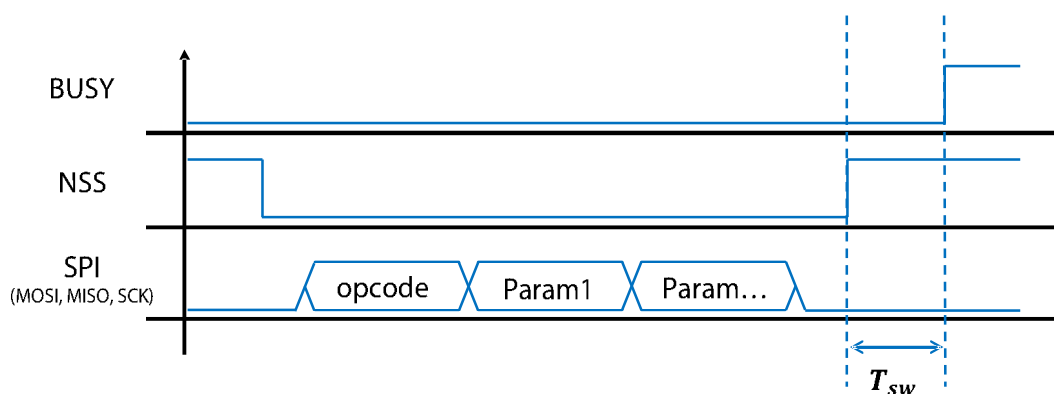 BUSY
NSS
SPI
(MOSI, MISO, SCK)
opcode
Param1
Param...
Tsw